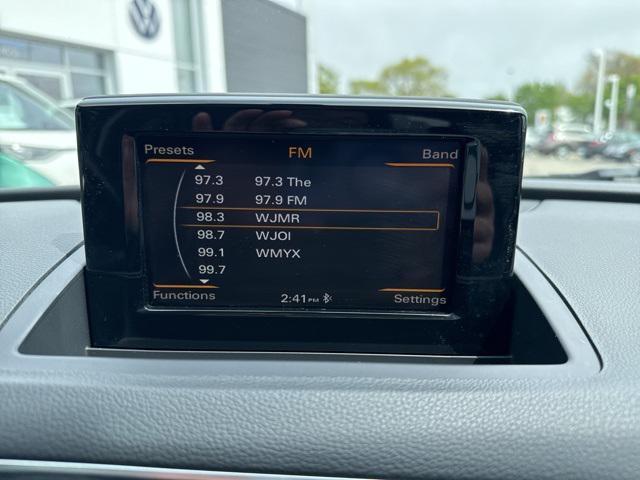 Presets FM Band
97.3 97.3 The
97.9 97.9 FM
98.3 WJMR
98.7 WJOI
99.1 WMYX
99.7
Functions 2:41 PM Settings